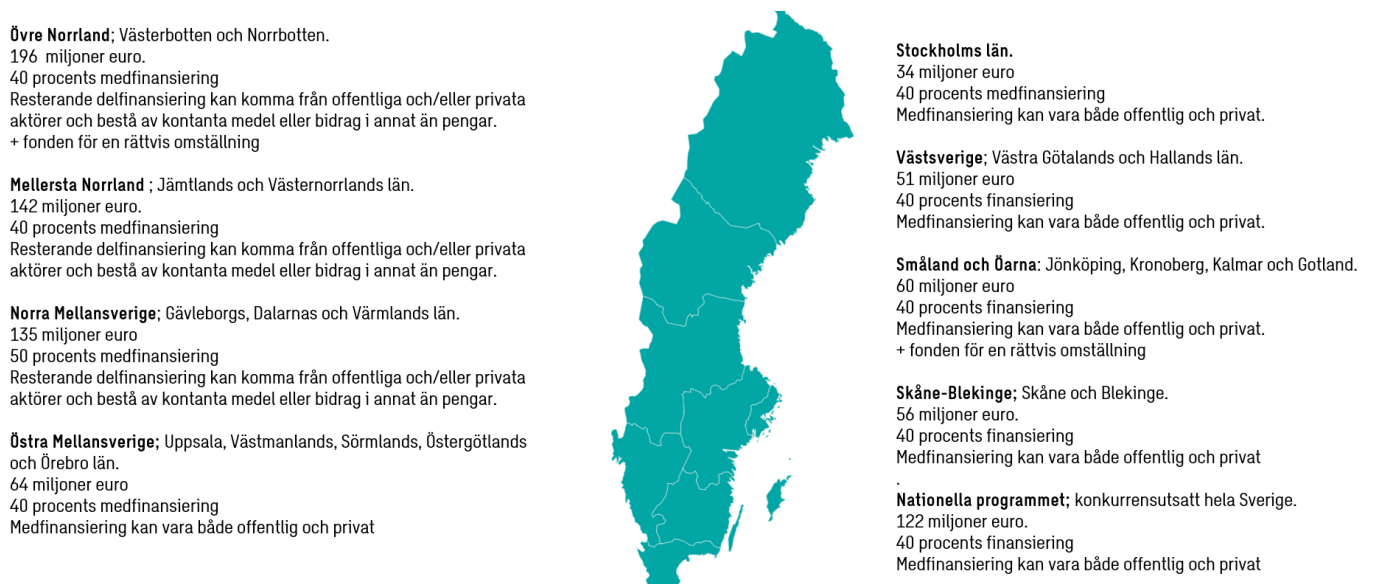 Övre Norrland; Västerbotten och Norrbotten.
196 miljoner euro.
40 procents medfinansiering
Resterande delfinansiering kan komma från offentliga och/eller privata
aktörer och bestå av kontanta medel eller bidrag i annat än pengar.
+ fonden för en rättvis omställning
Mellersta Norrland ; Jämtlands och Västernorrlands län.
142 miljoner euro.
40 procents medfinansiering
Resterande delfinansiering kan komma från offentliga och/eller privata
aktörer och bestå av kontanta medel eller bidrag i annat än pengar.
Norra Mellansverige; Gävleborgs, Dalarnas och Värmlands län.
135 miljoner euro
50 procents medfinansiering
Resterande delfinansiering kan komma från offentliga och/eller privata
aktörer och bestå av kontanta medel eller bidrag i annat än pengar.
Östra Mellansverige; Uppsala, Västmanlands, Sörmlands, Östergötlands
och Örebro län.
64 miljoner euro
40 procents medfinansiering
Medfinansiering kan vara både offentlig och privat
Stockholms län.
34 miljoner euro
40 procents medfinansiering
Medfinansiering kan vara både offentlig och privat.
Västsverige; Västra Götalands och Hallands län.
51 miljoner euro
40 procents finansiering
Medfinansiering kan vara både offentlig och privat.
Småland och Öarna: Jönköping, Kronoberg, Kalmar och Gotland.
60 miljoner euro
40 procents finansiering
Medfinansiering kan vara både offentlig och privat.
+ fonden för en rättvis omställning
Skåne-Blekinge; Skåne och Blekinge.
56 miljoner euro.
40 procents finansiering
Medfinansiering kan vara både offentlig och privat
.
Nationella programmet; konkurrensutsatt hela Sverige.
122 miljoner euro.
40 procents finansiering
Medfinansiering kan vara både offentlig och privat